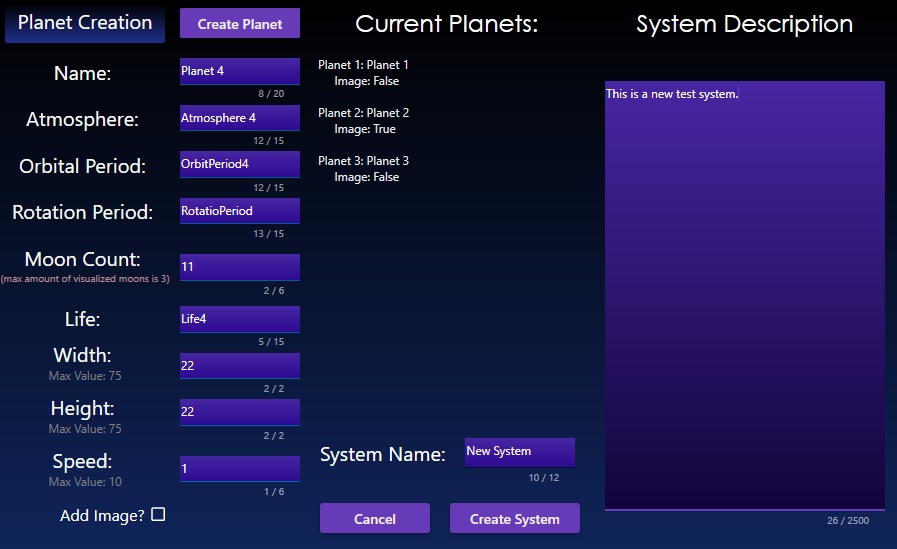 Planet Creation
Create Planet
Name:
Planet 4
8 / 20
Atmosphere:
Atmosphere 4
12 / 15
Orbital Period:
OrbitPeriod4
12 / 15
Rotation Period:
RotatioPeriod
13 / 15
Moon Count:
(max amount of visualized moons is 3)
11
2 / 6
Life:
Life4
5 / 15
Width:
Max Value: 75
22
2 / 2
Height:
Max Value: 75
22
2 / 2
Speed:
Max Value: 10
1
1 / 6
Add Image?
Current Planets:
Planet 1: Planet 1
Image: False
Planet 2: Planet 2
Image: True
Planet 3: Planet 3
Image: False
System Name:
New System
10 / 12
Cancel
Create System
System Description
This is a new test system.
26 / 2500